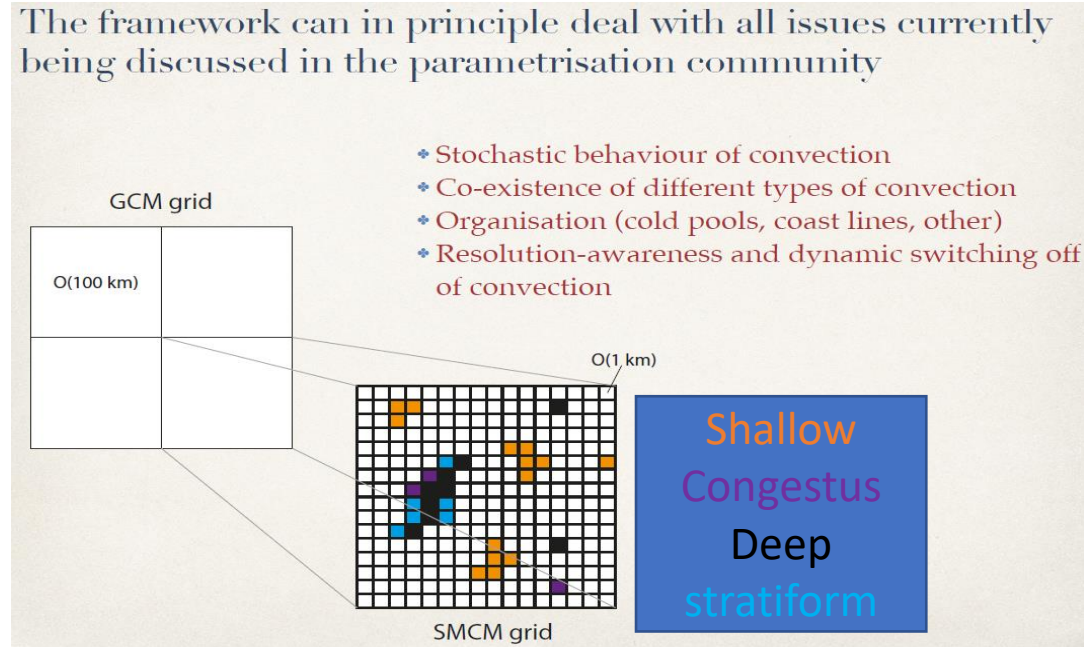 The framework can in principle deal with all issues currently
being discussed in the parametrisation community
Stochastic behaviour of convection
Co-existence of different types of convection
Organisation (cold pools, coast lines, other)
Resolution-awareness and dynamic switching off
of convection
GCM grid
O(100 km)
O(1 km)
Shallow
Congestus
Deep
stratiform
SMCM grid